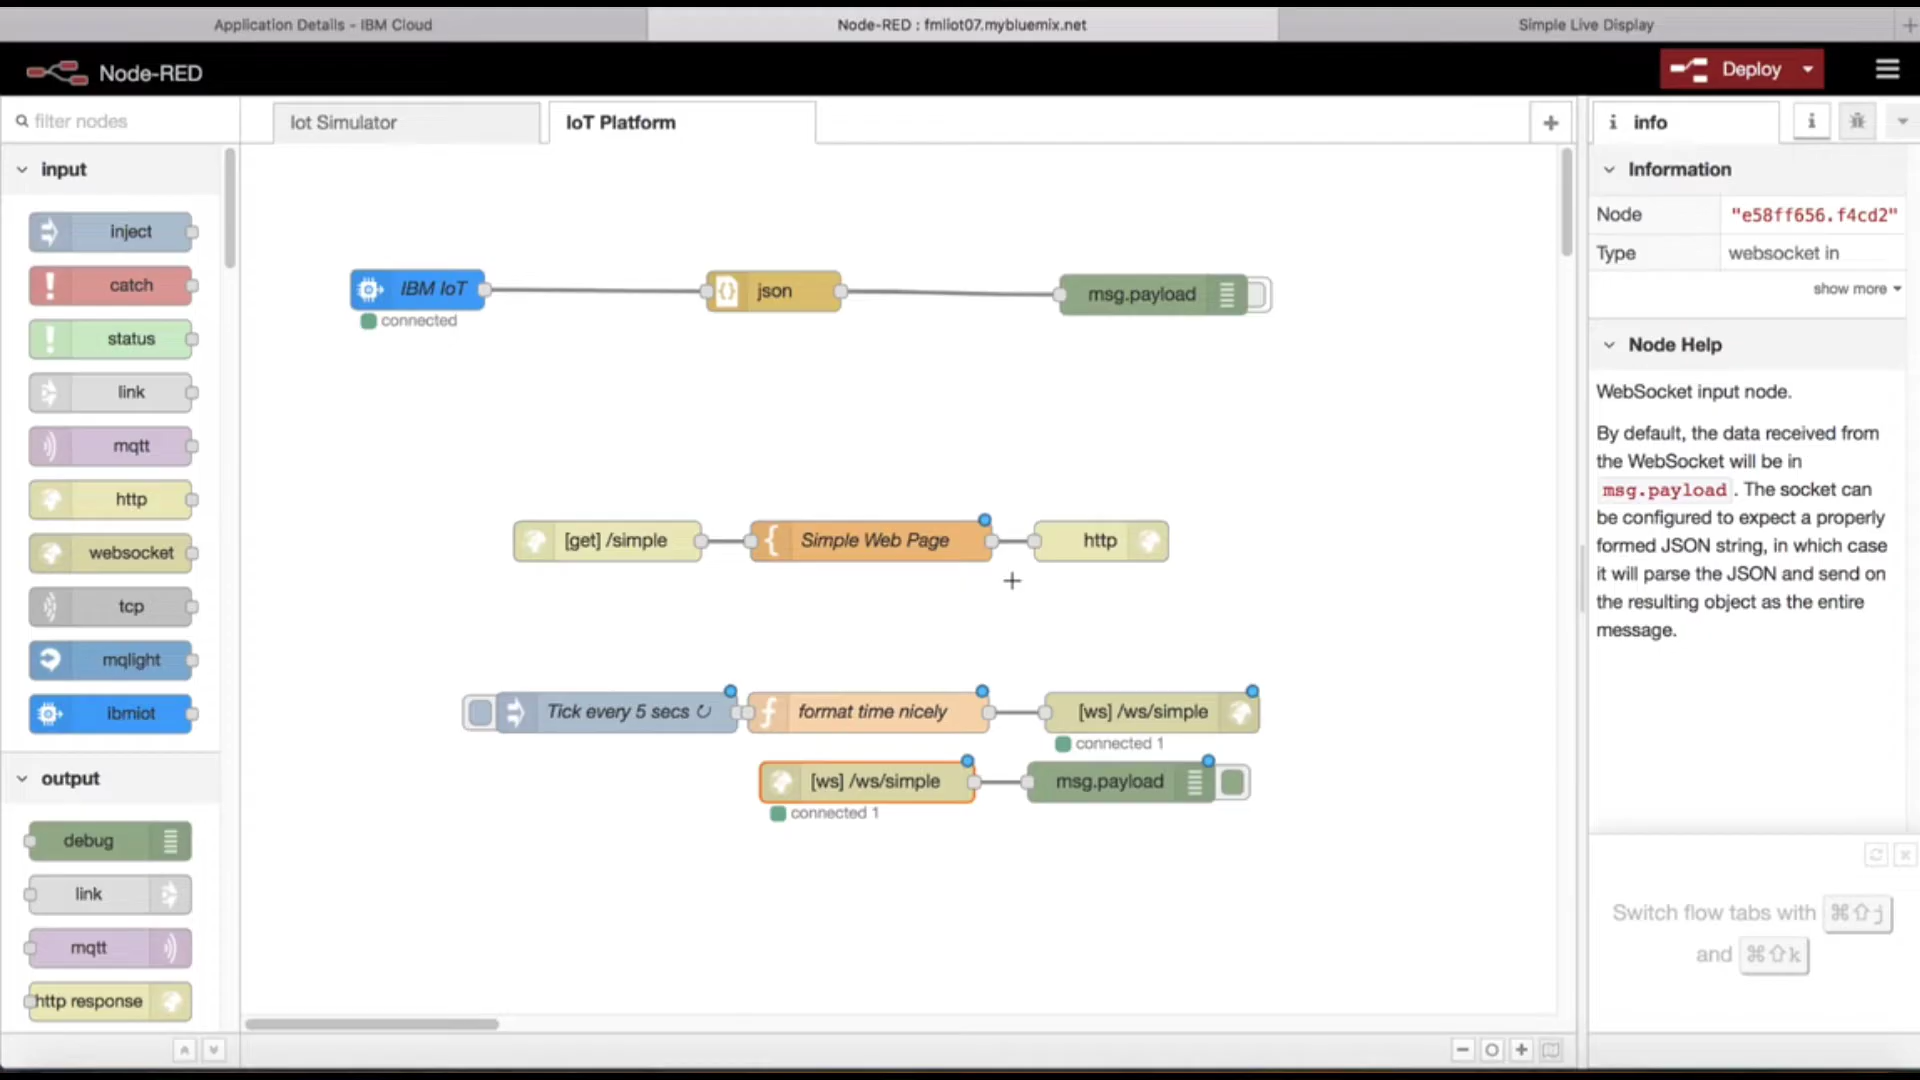 Application Details - IBM Cloud
Node-RED : fmliot07.mybluemix.net
Simple Live Display
Node-RED
Deploy
filter nodes
Iot Simulator
IoT Platform
info
input
inject
catch
status
link
mqtt
http
websocket
tcp
mqlight
ibmiot
output
debug
link
mqtt
http response
IBM IoT
connected
json
msg.payload
[get] /simple
Simple Web Page
http
Tick every 5 secs ↻
format time nicely
[ws] /ws/simple
connected 1
[ws] /ws/simple
connected 1
msg.payload
Information
Node "e58ff656.f4cd2"
Type websocket in
show more
Node Help
WebSocket input node.
By default, the data received from
the WebSocket will be in
msg.payload . The socket can
be configured to expect a properly
formed JSON string, in which case
it will parse the JSON and send on
the resulting object as the entire
message.
Switch flow tabs with ⌘⇧j
and ⌘⇧k